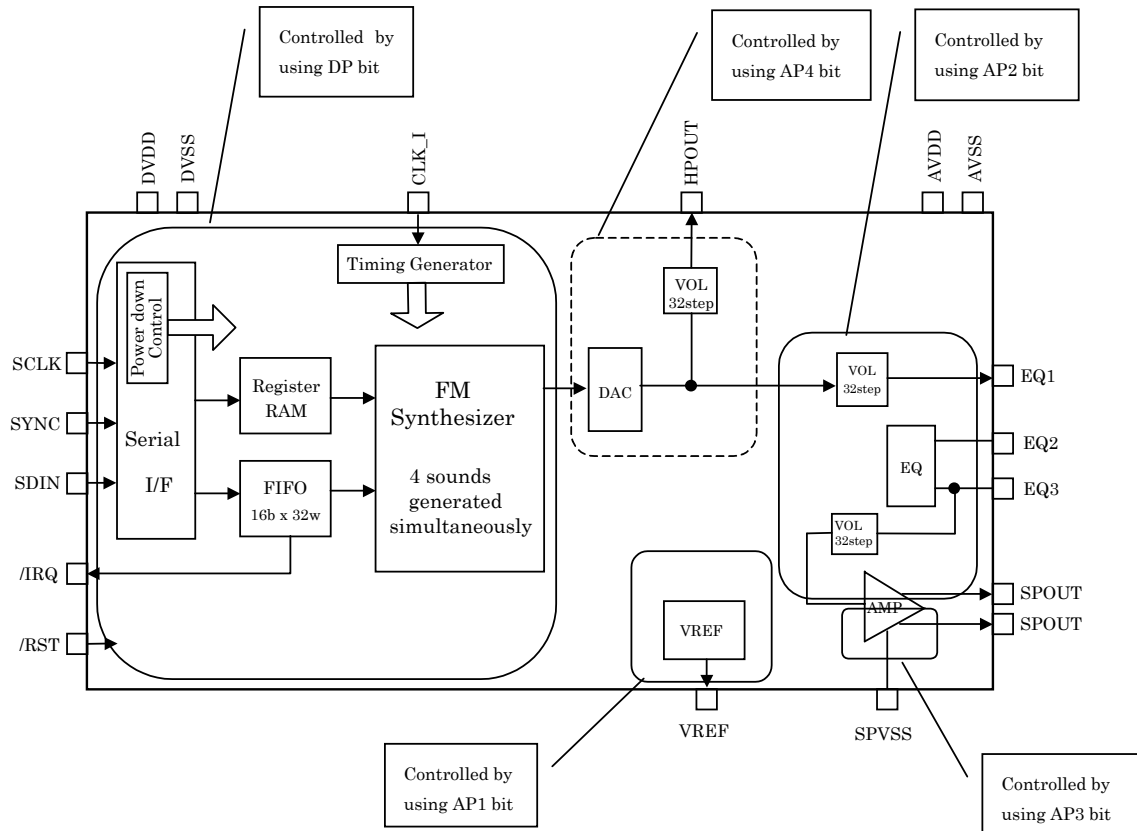 Controlled by
using DP bit
Controlled by
using AP4 bit
Controlled by
using AP2 bit
DVDD
DVSS
CLK_I
HPOUT
AVDD
AVSS
Timing Generator
Power down
Control
VOL
32step
SCLK
SYNC
SDIN
/IRQ
/RST
Serial
I/F
Register
RAM
FIFO
16b x 32w
FM
Synthesizer
4 sounds
generated
simultaneously
DAC
VOL
32step
EQ1
EQ
EQ2
EQ3
VOL
32step
AMP
SPOUT
SPOUT
VREF
VREF
SPVSS
Controlled by
using AP1 bit
Controlled by
using AP3 bit